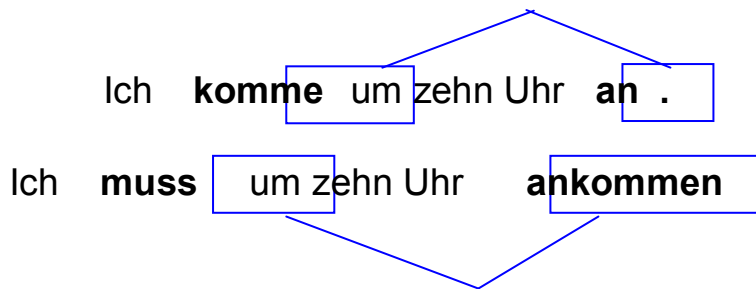 Ich komme um zehn Uhr an .
Ich muss um zehn Uhr ankommen